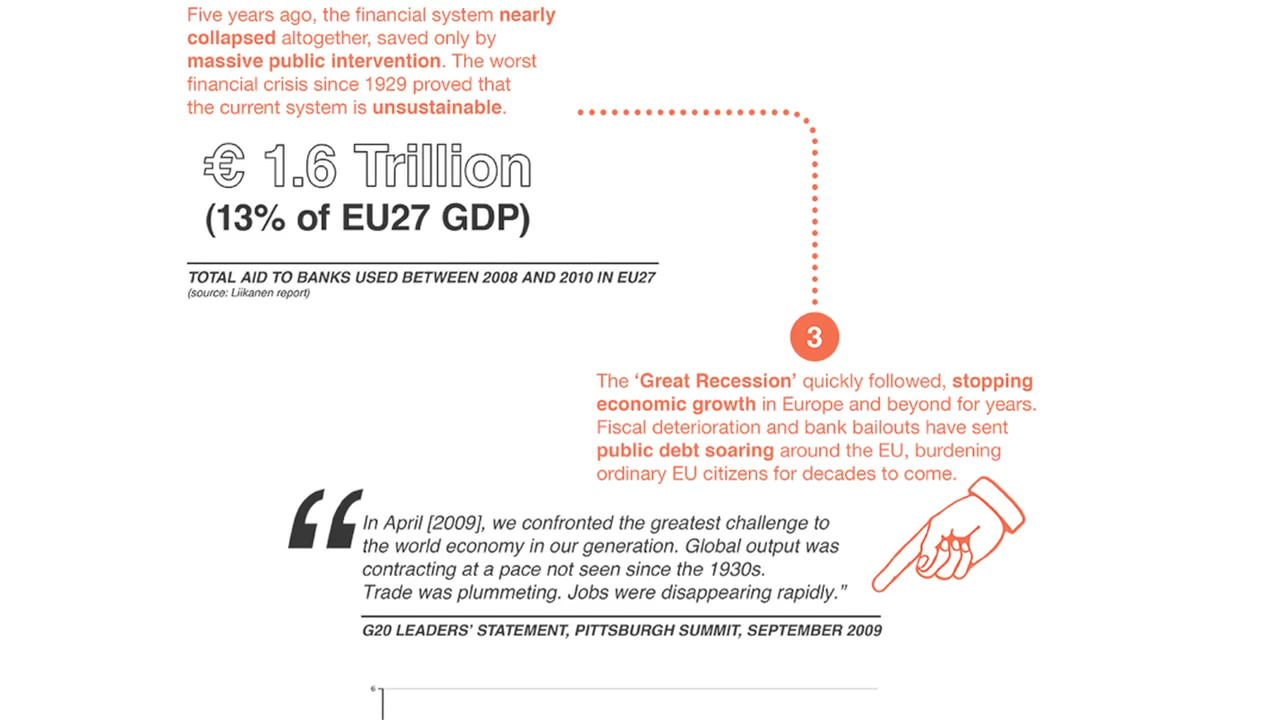 Five years ago, the financial system nearly
collapsed altogether, saved only by
massive public intervention. The worst
financial crisis since 1929 proved that
the current system is unsustainable.
€ 1.6 Trillion
(13% of EU27 GDP)
TOTAL AID TO BANKS USED BETWEEN 2008 AND 2010 IN EU27
(source: Liikanen report)
3
The ‘Great Recession’ quickly followed, stopping
economic growth in Europe and beyond for years.
Fiscal deterioration and bank bailouts have sent
public debt soaring around the EU, burdening
ordinary EU citizens for decades to come.
“In April [2009], we confronted the greatest challenge to
the world economy in our generation. Global output was
contracting at a pace not seen since the 1930s.
Trade was plummeting. Jobs were disappearing rapidly.”
G20 LEADERS’ STATEMENT, PITTSBURGH SUMMIT, SEPTEMBER 2009
6